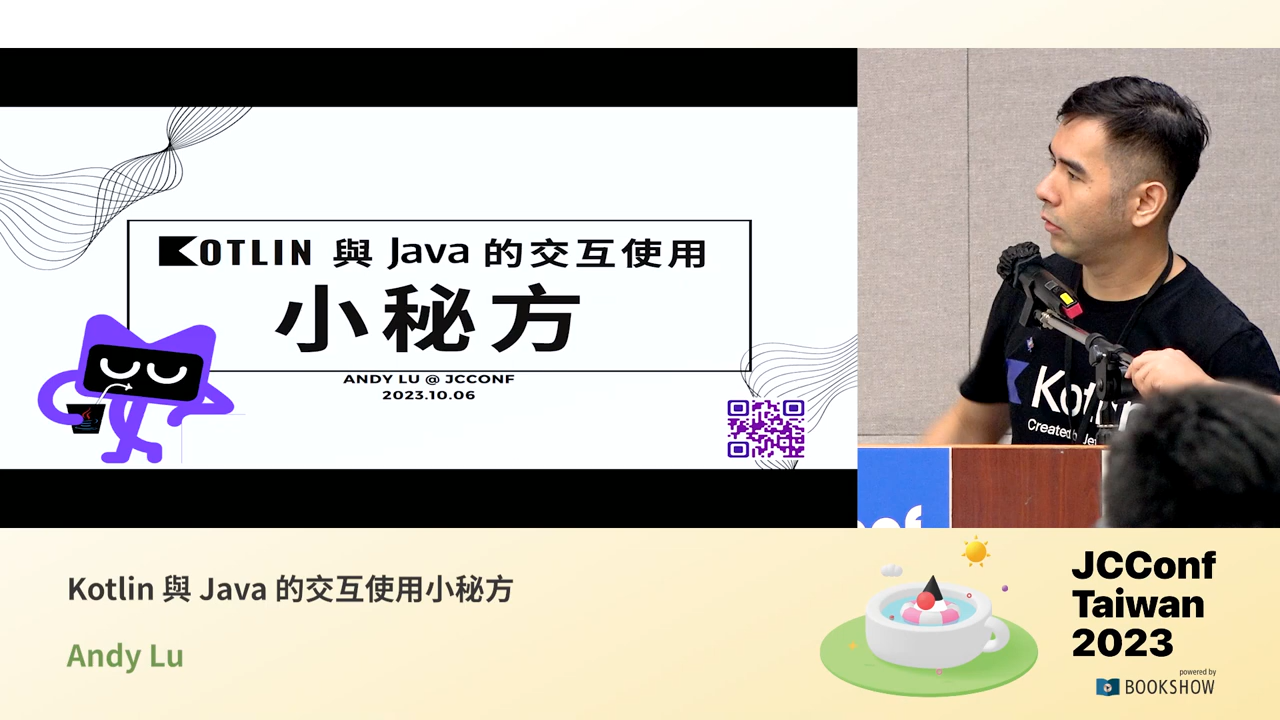 KOTLIN 與 Java 的交互使用
小秘方
ANDY LU @ JCCONF
2023.10.06
Kotlin
Created
Kotlin 與 Java 的交互使用小秘方
Andy Lu
JCConf
Taiwan
2023
powered by
BOOKSHOW